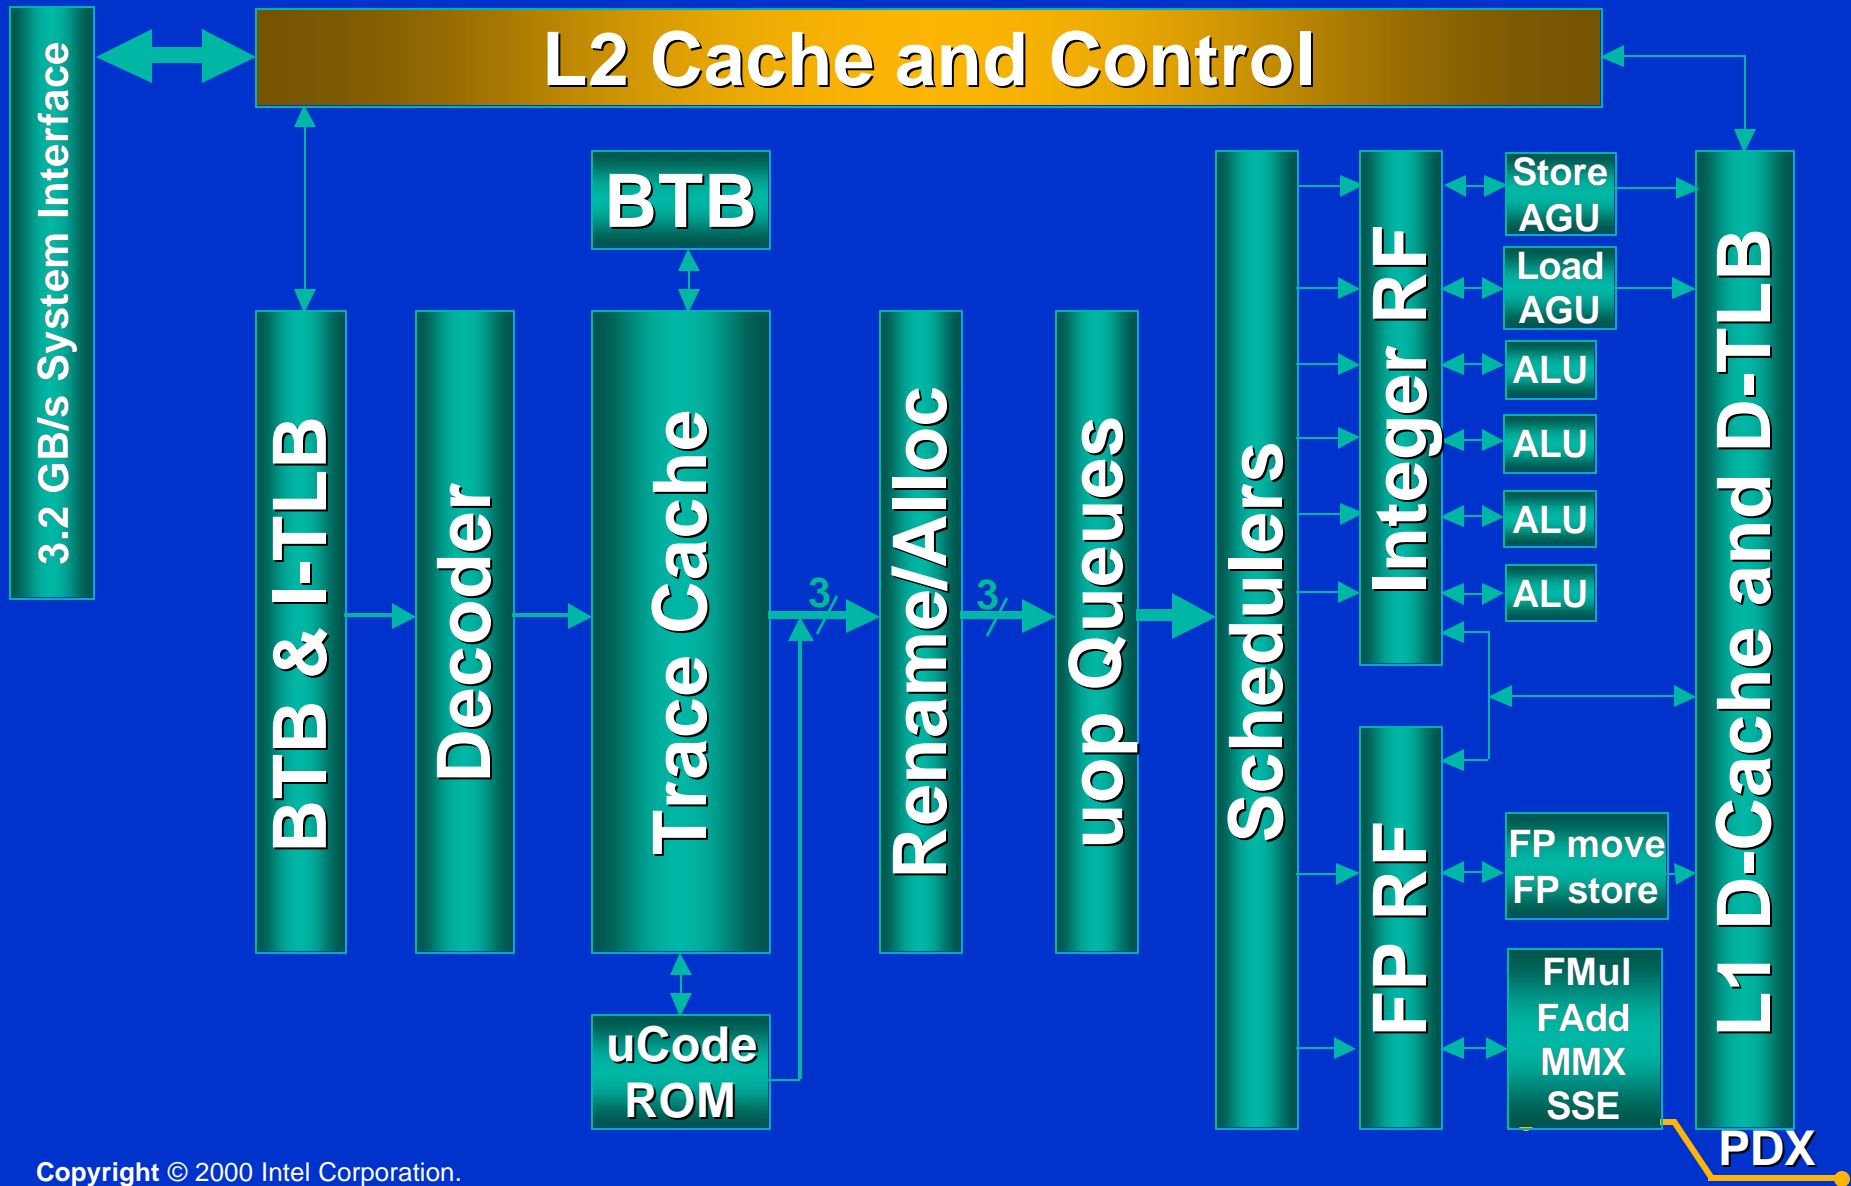 L2 Cache and Control
3.2 GB/s System Interface
BTB
BTB & I-TLB
Decoder
Trace Cache
3
Rename/Alloc
3
uop Queues
Schedulers
Integer RF
FP RF
Store
AGU
Load
AGU
ALU
ALU
ALU
ALU
FP move
FP store
FMul
FAdd
MMX
SSE
L1 D-Cache and D-TLB
uCode
ROM
PDX
Copyright © 2000 Intel Corporation.